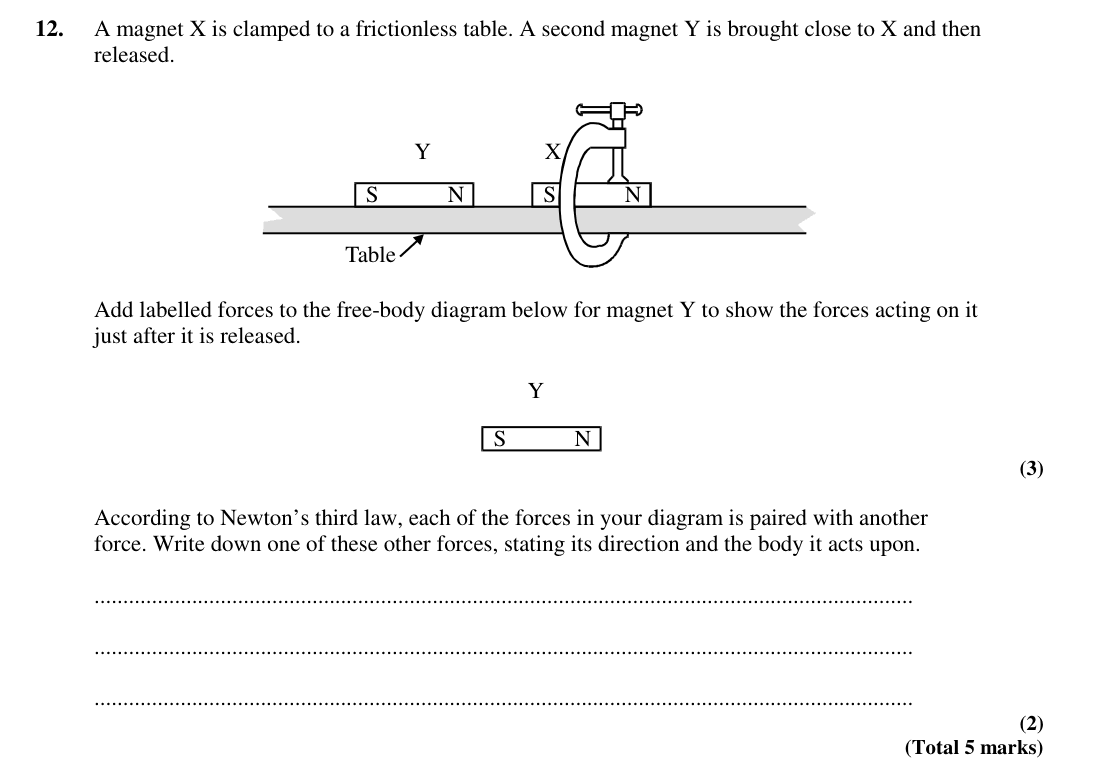 12. A magnet X is clamped to a frictionless table. A second magnet Y is brought close to X and then
released.
Y X
S N S N
Table
Add labelled forces to the free-body diagram below for magnet Y to show the forces acting on it
just after it is released.
Y
S N
(3)
According to Newton’s third law, each of the forces in your diagram is paired with another
force. Write down one of these other forces, stating its direction and the body it acts upon.
....................................................................................................................................................
....................................................................................................................................................
....................................................................................................................................................
(2)
(Total 5 marks)